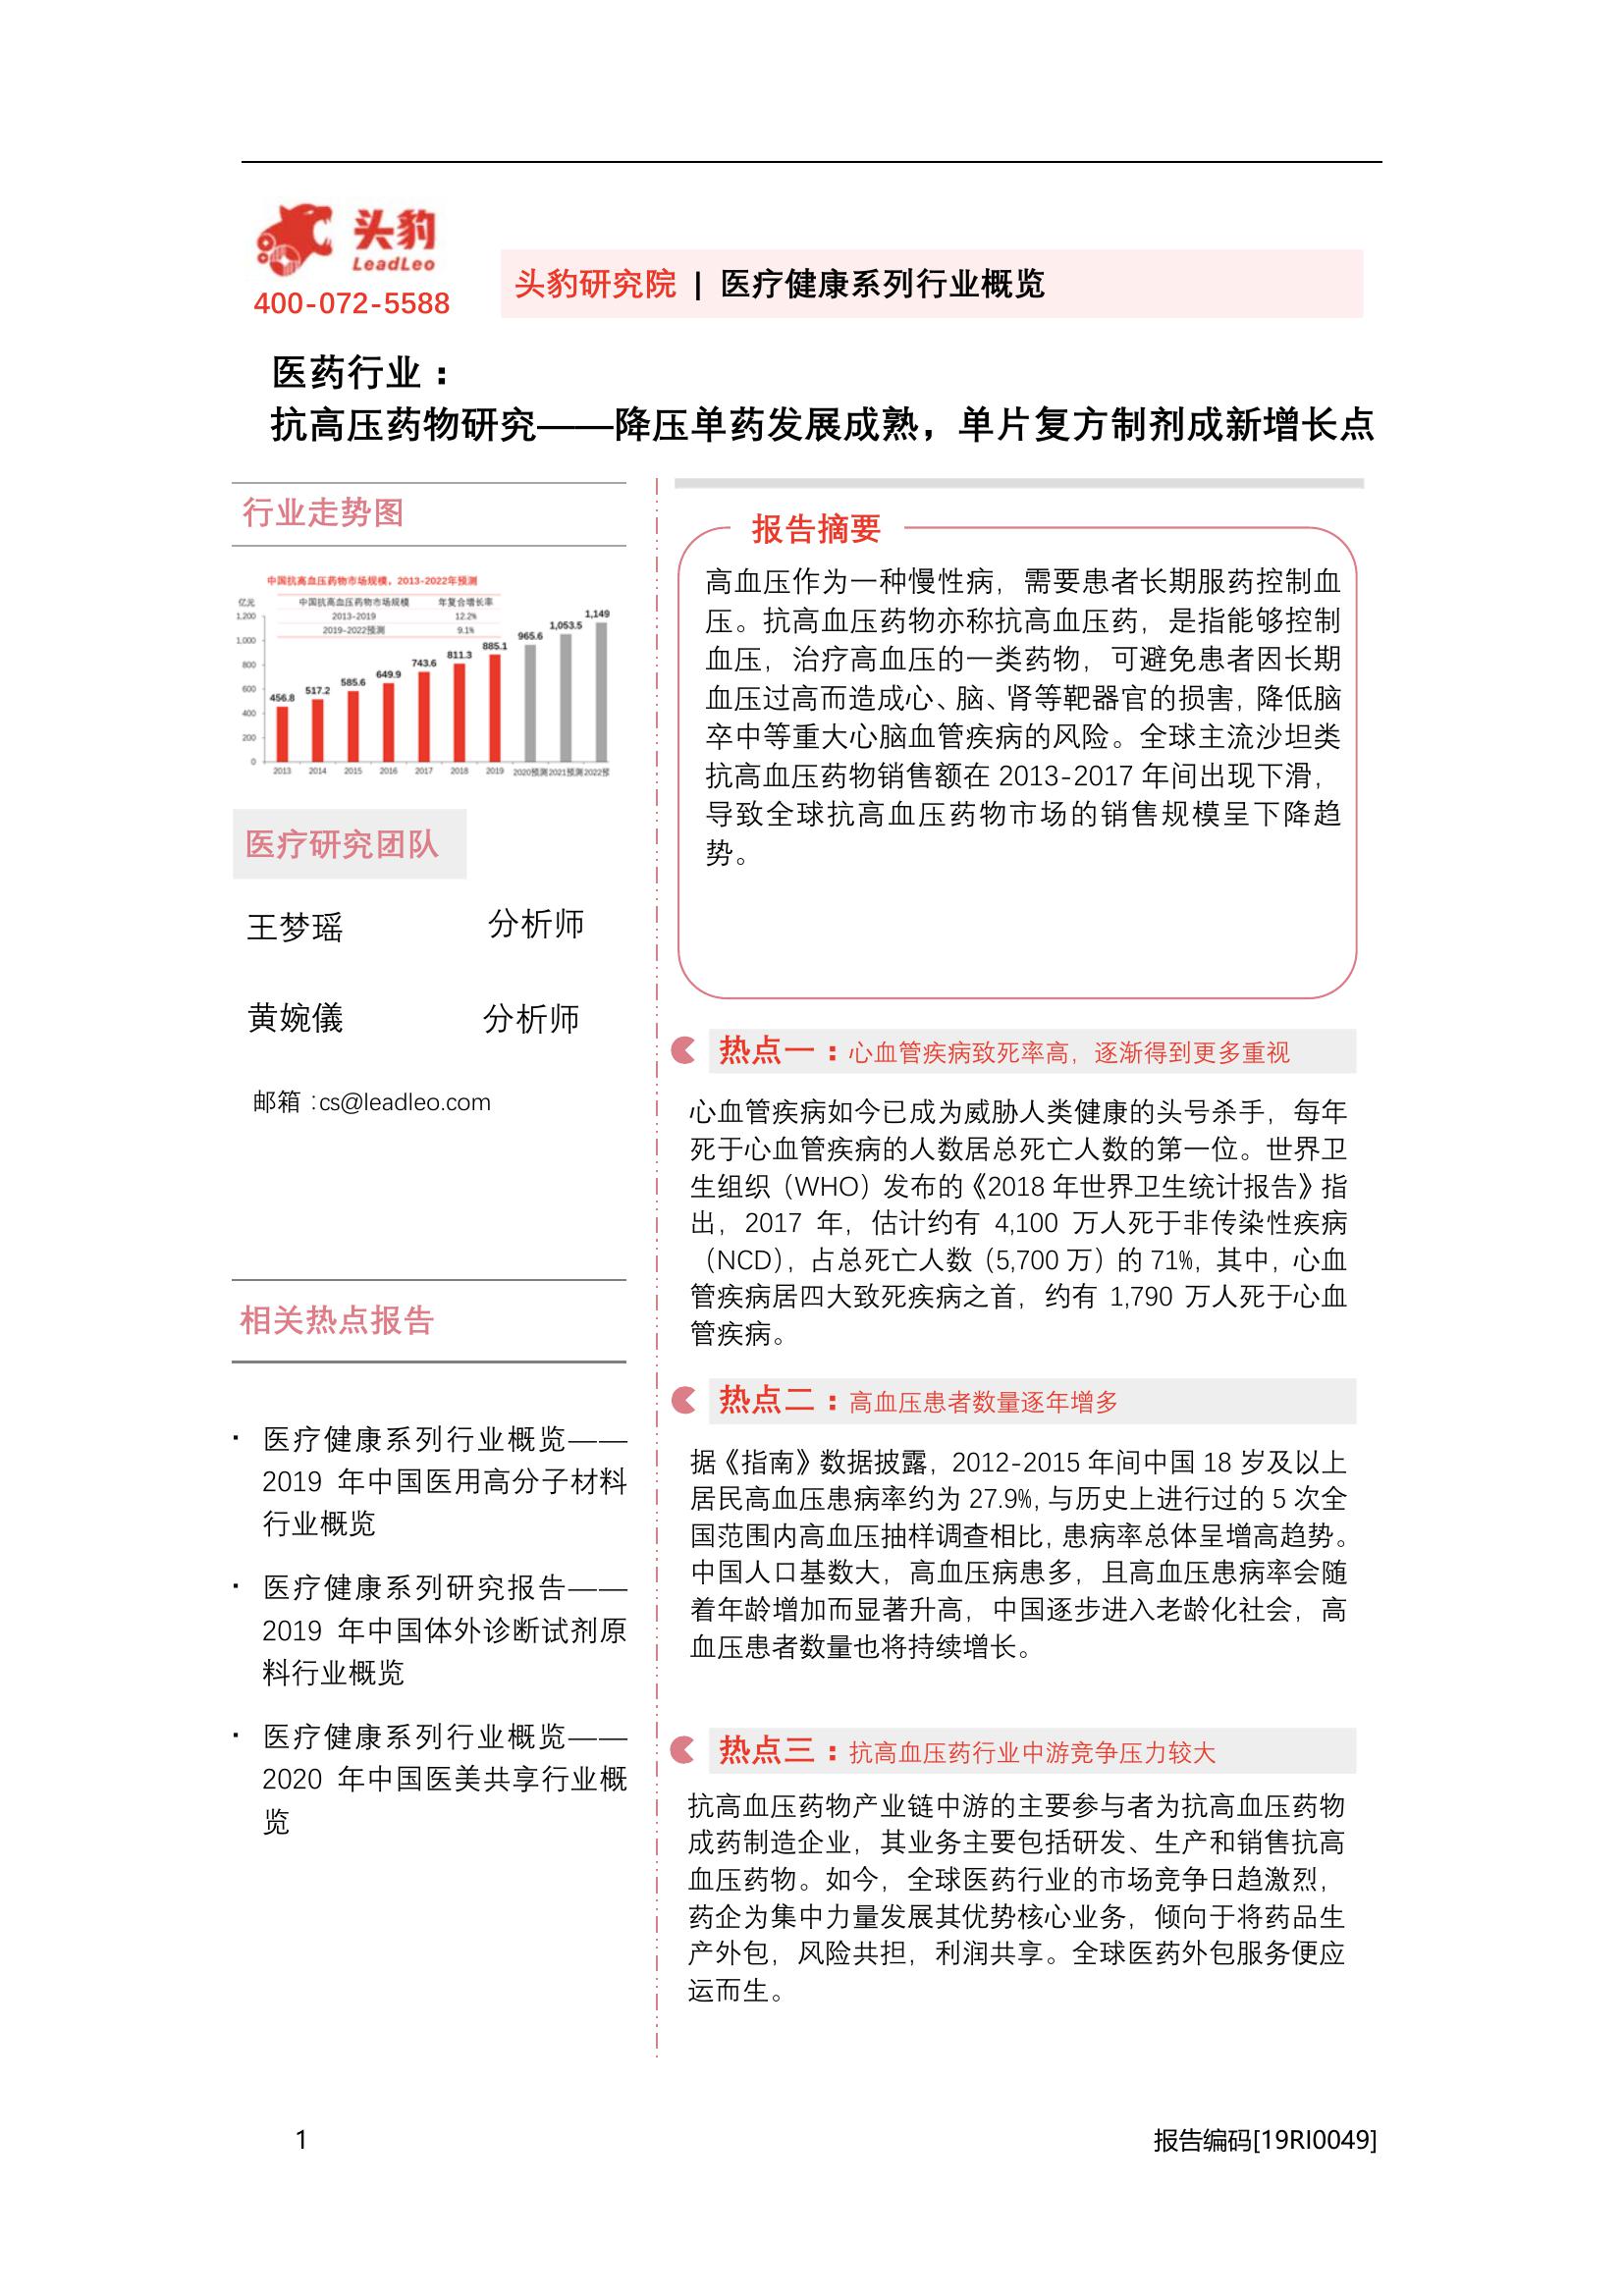 头豹
LeadLeo
400-072-5588
头豹研究院 | 医疗健康系列行业概览
医药行业：
抗高压药物研究——降压单药发展成熟，单片复方制剂成新增长点
行业走势图
中国抗高血压药物市场规模，2013-2022年预测
亿元
中国抗高血压药物市场规模 年复合增长率
2013-2019 12.2%
2019-2022预测 9.1%
1,200
1,000
800
600
400
200
0
456.8
517.2
585.6
649.9
743.6
811.3
885.1
965.6
1,053.5
1,149
2013 2014 2015 2016 2017 2018 2019 2020预测 2021预测 2022预
医疗研究团队
王梦瑶 分析师
黄婉儀 分析师
邮箱：cs@leadleo.com
相关热点报告
· 医疗健康系列行业概览——
2019 年中国医用高分子材料
行业概览
· 医疗健康系列研究报告——
2019 年中国体外诊断试剂原
料行业概览
· 医疗健康系列行业概览——
2020 年中国医美共享行业概
览
报告摘要
高血压作为一种慢性病，需要患者长期服药控制血
压。抗高血压药物亦称抗高血压药，是指能够控制
血压，治疗高血压的一类药物，可避免患者因长期
血压过高而造成心、脑、肾等靶器官的损害，降低脑
卒中等重大心脑血管疾病的风险。全球主流沙坦类
抗高血压药物销售额在 2013-2017 年间出现下滑，
导致全球抗高血压药物市场的销售规模呈下降趋
势。
热点一：心血管疾病致死率高，逐渐得到更多重视
心血管疾病如今已成为威胁人类健康的头号杀手，每年
死于心血管疾病的人数居总死亡人数的第一位。世界卫
生组织（WHO）发布的《2018 年世界卫生统计报告》指
出，2017 年，估计约有 4,100 万人死于非传染性疾病
（NCD），占总死亡人数（5,700 万）的 71%，其中，心血
管疾病居四大致死疾病之首，约有 1,790 万人死于心血
管疾病。
热点二：高血压患者数量逐年增多
据《指南》数据披露，2012-2015 年间中国 18 岁及以上
居民高血压患病率约为 27.9%，与历史上进行过的 5 次全
国范围内高血压抽样调查相比，患病率总体呈增高趋势。
中国人口基数大，高血压病患多，且高血压患病率会随
着年龄增加而显著升高，中国逐步进入老龄化社会，高
血压患者数量也将持续增长。
热点三：抗高血压药行业中游竞争压力较大
抗高血压药物产业链中游的主要参与者为抗高血压药物
成药制造企业，其业务主要包括研发、生产和销售抗高
血压药物。如今，全球医药行业的市场竞争日趋激烈，
药企为集中力量发展其优势核心业务，倾向于将药品生
产外包，风险共担，利润共享。全球医药外包服务便应
运而生。
1
报告编码[19RI0049]